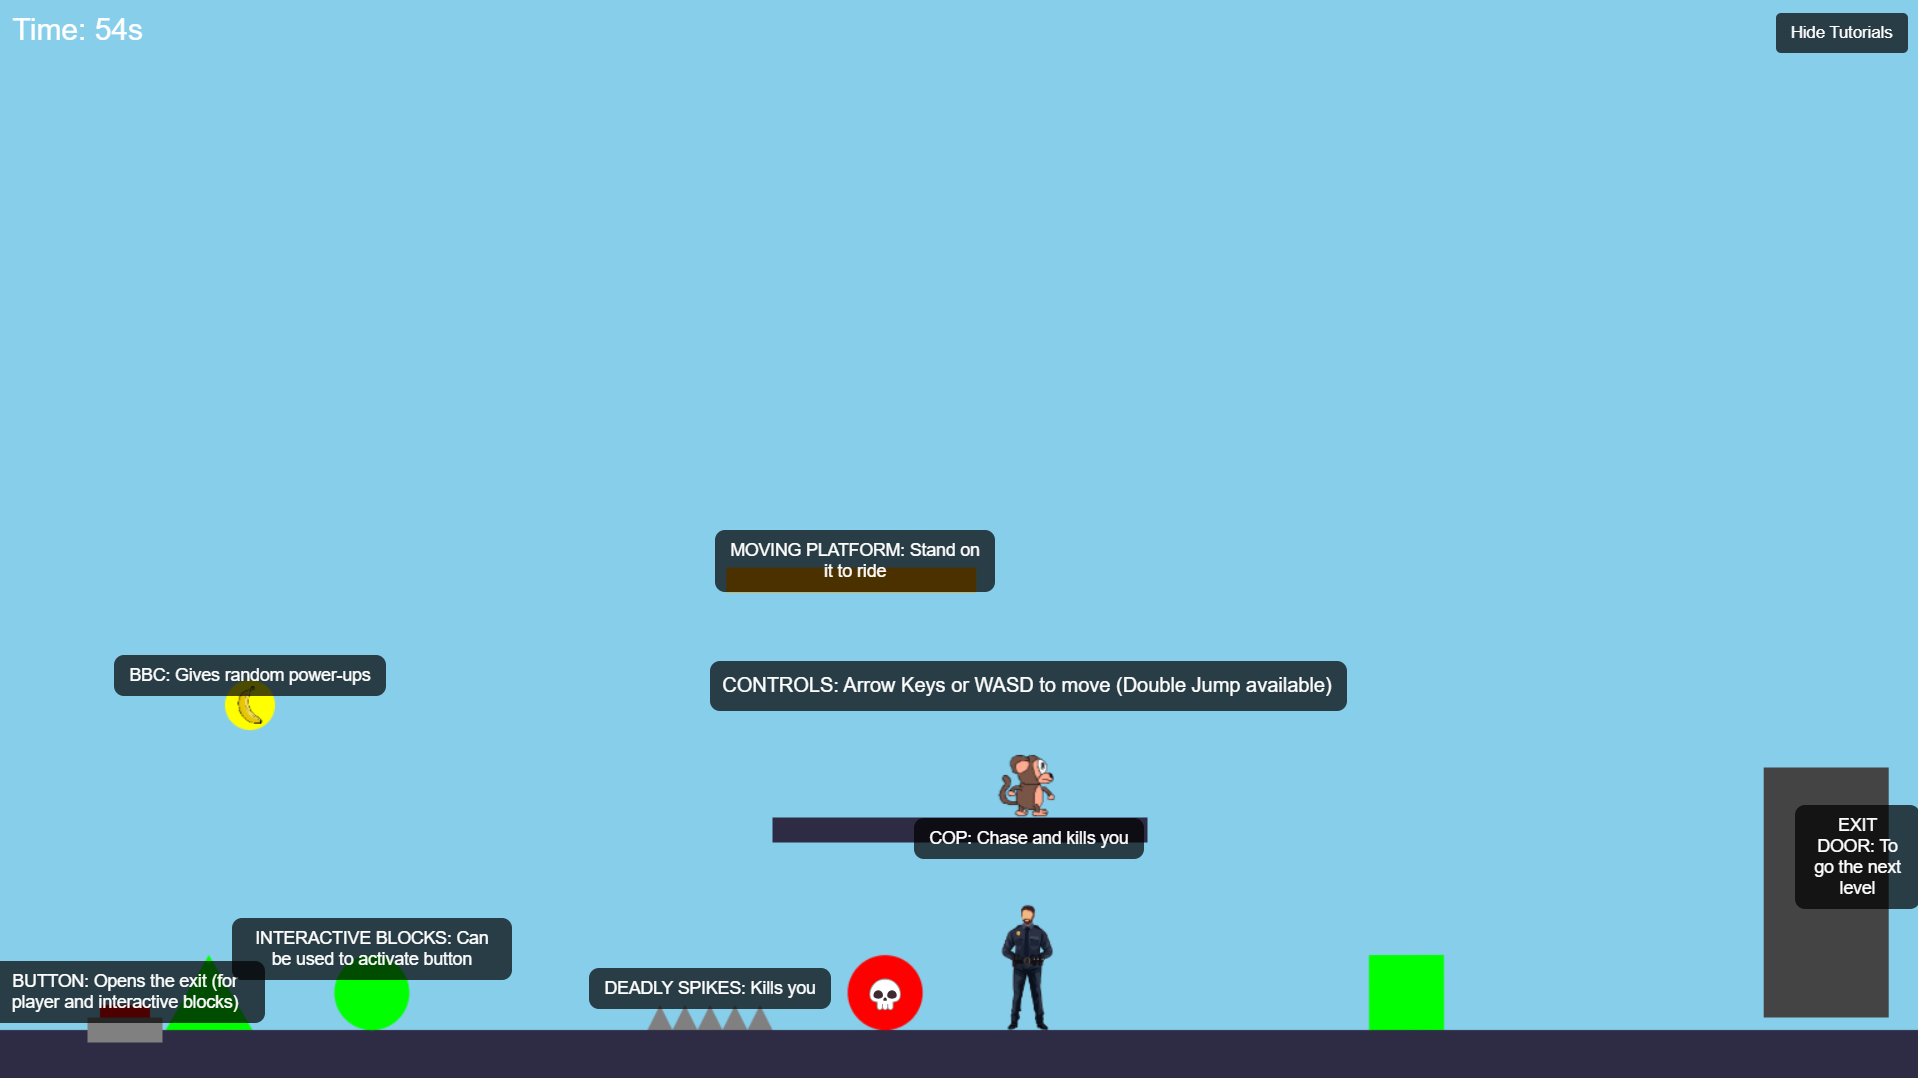 Time: 54s
Hide Tutorials
MOVING PLATFORM: Stand on
it to ride
BBC: Gives random power-ups
CONTROLS: Arrow Keys or WASD to move (Double Jump available)
COP: Chase and kills you
EXIT
DOOR: To
go the next
level
INTERACTIVE BLOCKS: Can
be used to activate button
BUTTON: Opens the exit (for
player and interactive blocks)
DEADLY SPIKES: Kills you